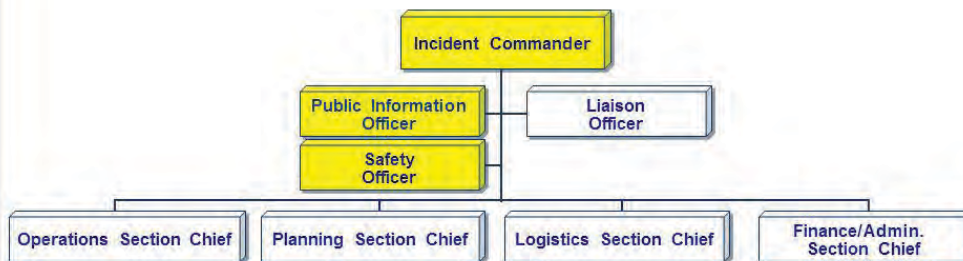 Incident Commander
Public Information
Officer
Liaison
Officer
Safety
Officer
Operations Section Chief
Planning Section Chief
Logistics Section Chief
Finance/Admin.
Section Chief